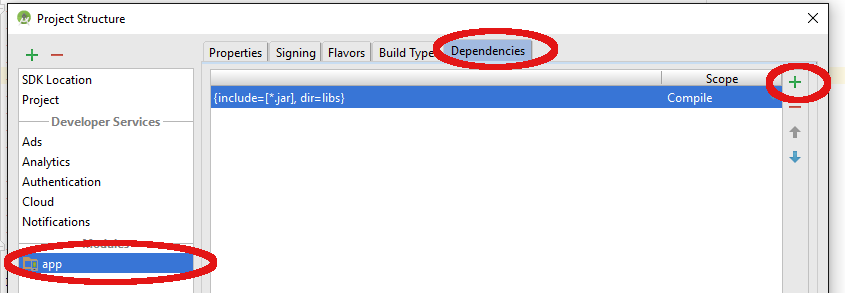 Project Structure
Properties Signing Flavors Build Type Dependencies
SDK Location
Project
Developer Services
Ads
Analytics
Authentication
Cloud
Notifications
Modules
app
Scope
{include=[*.jar], dir=libs} Compile